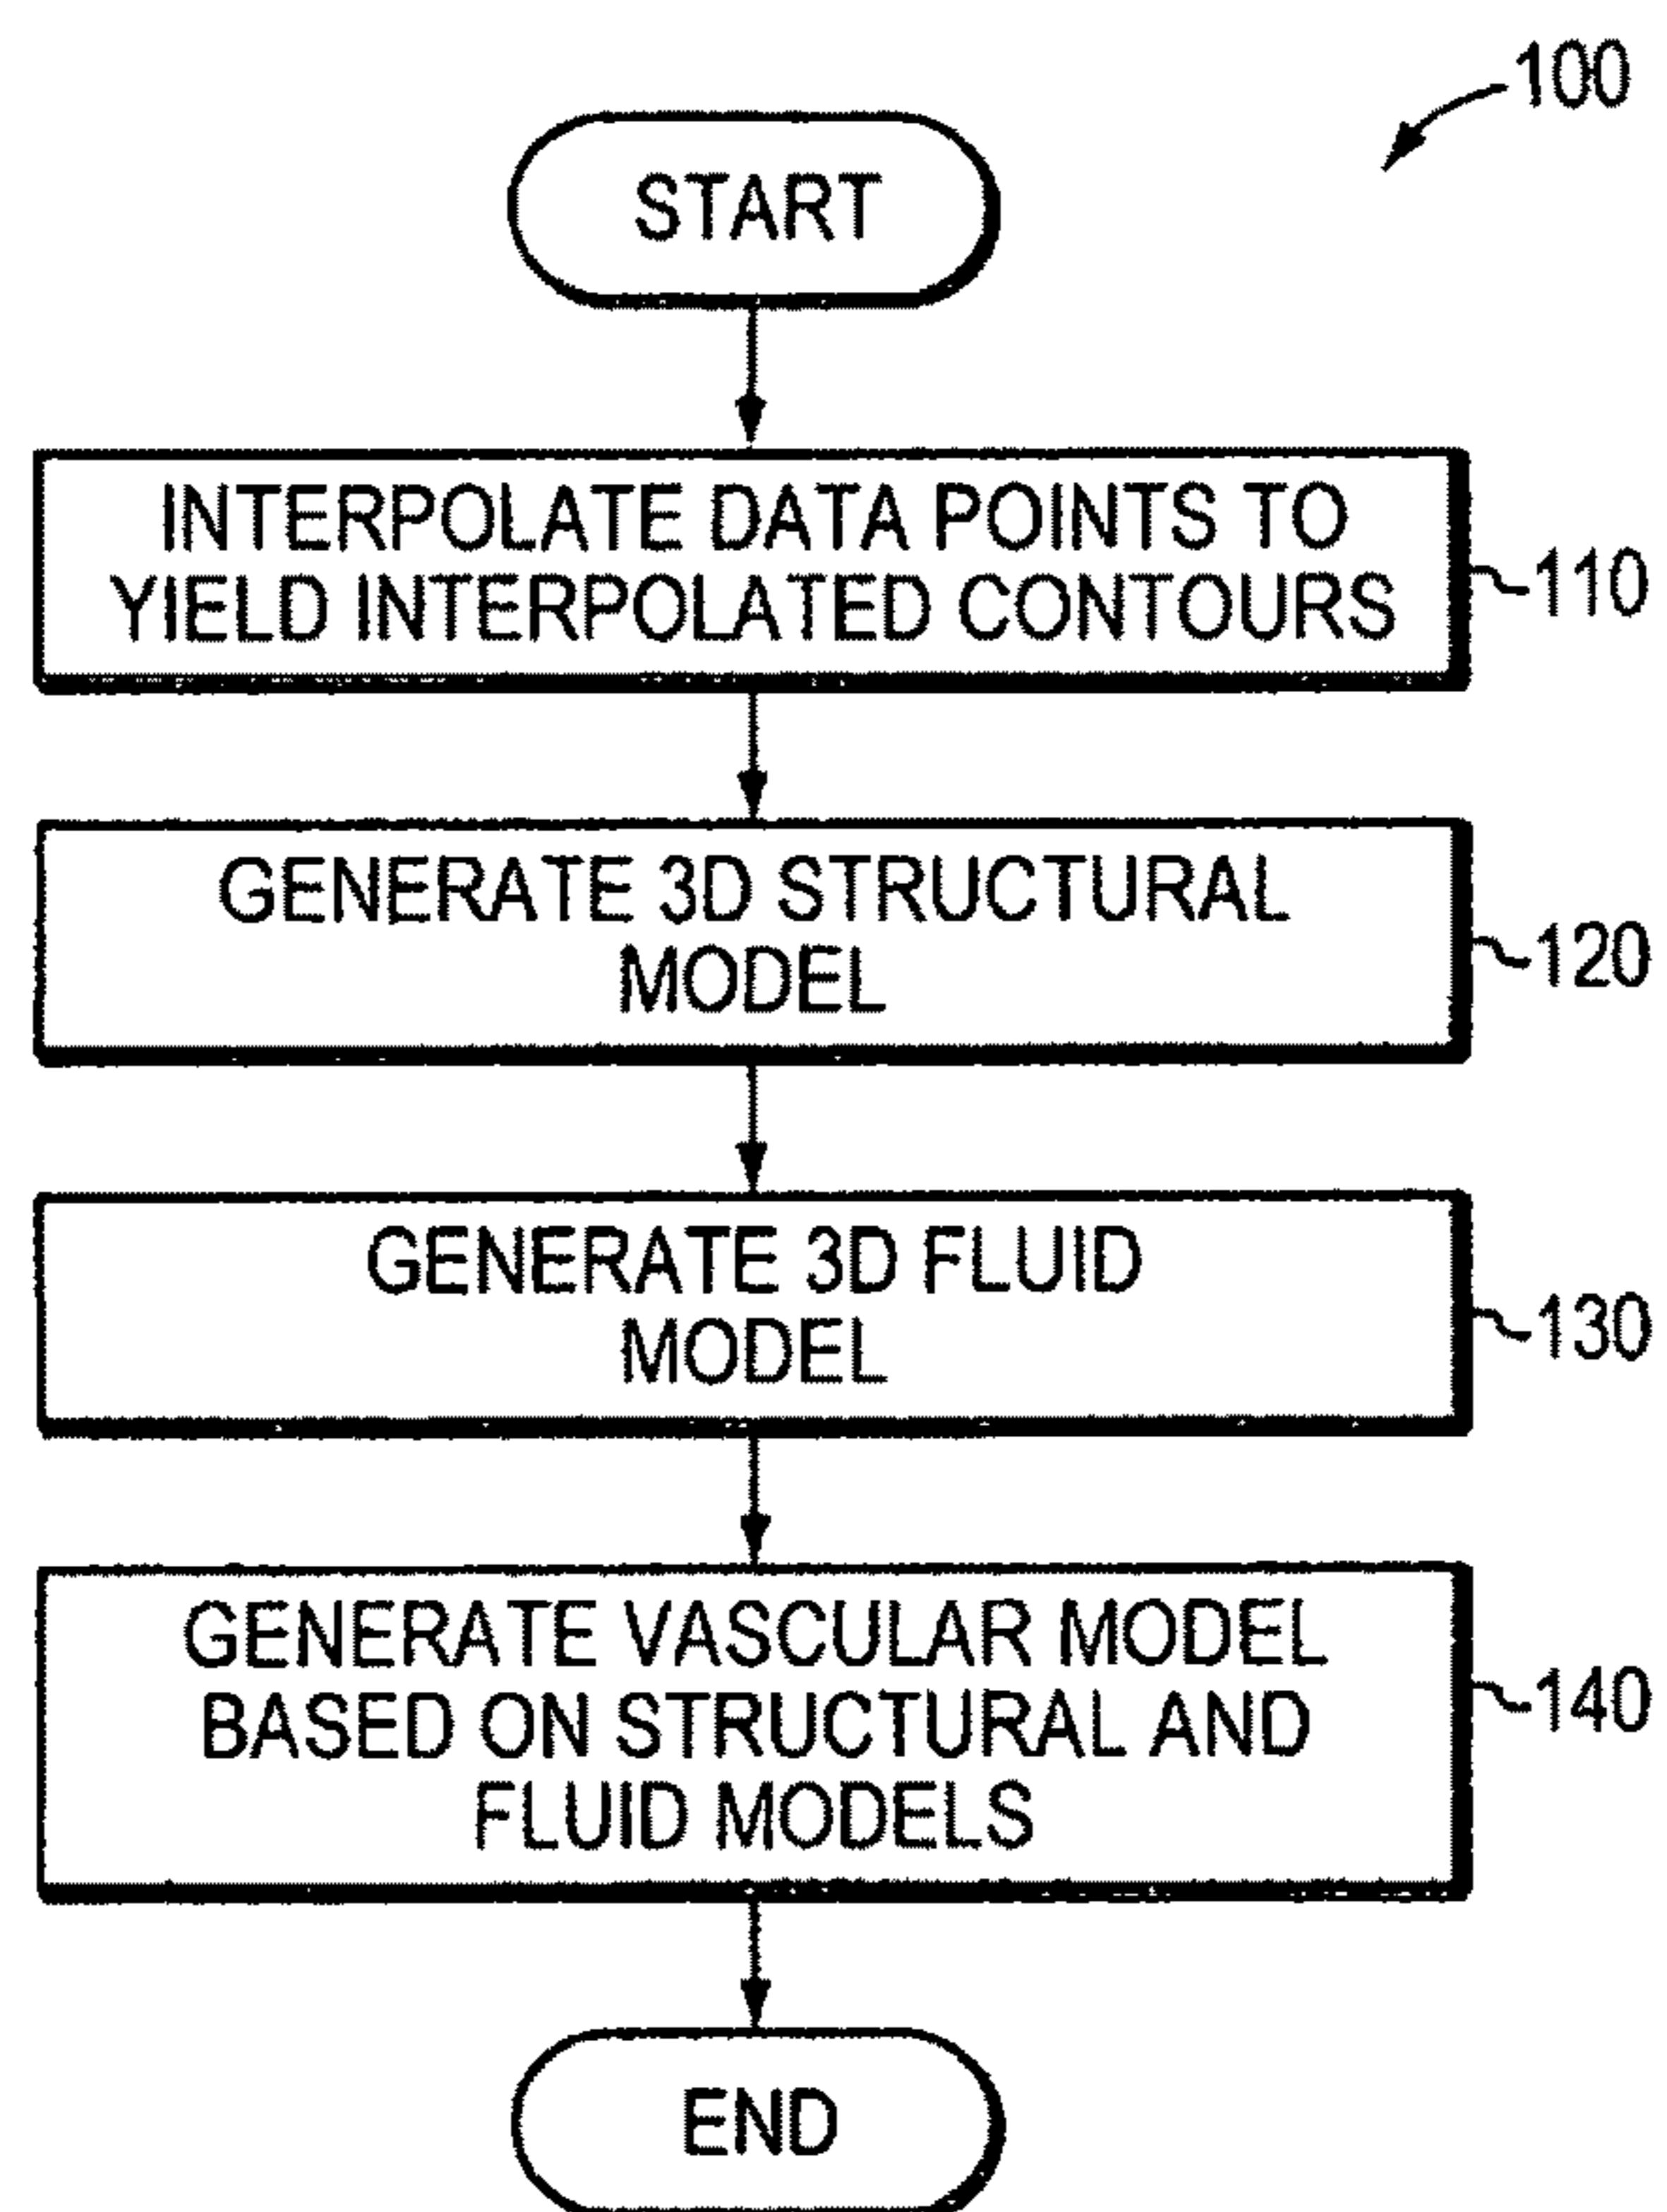 100
START
INTERPOLATE DATA POINTS TO
YIELD INTERPOLATED CONTOURS
110
GENERATE 3D STRUCTURAL
MODEL
120
GENERATE 3D FLUID
MODEL
130
GENERATE VASCULAR MODEL
BASED ON STRUCTURAL AND
FLUID MODELS
140
END